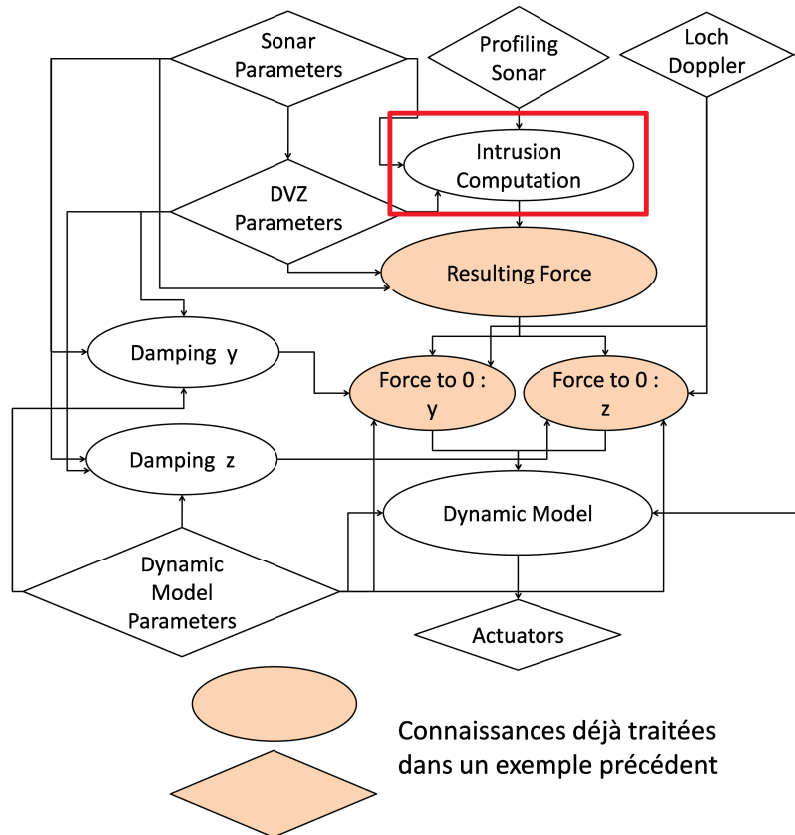 Sonar
Parameters
Profiling
Sonar
Loch
Doppler
Intrusion
Computation
DVZ
Parameters
Resulting Force
Damping y
Force to 0 :
y
Force to 0 :
z
Damping z
Dynamic Model
Dynamic
Model
Parameters
Actuators
Connaissances déjà traitées
dans un exemple précédent